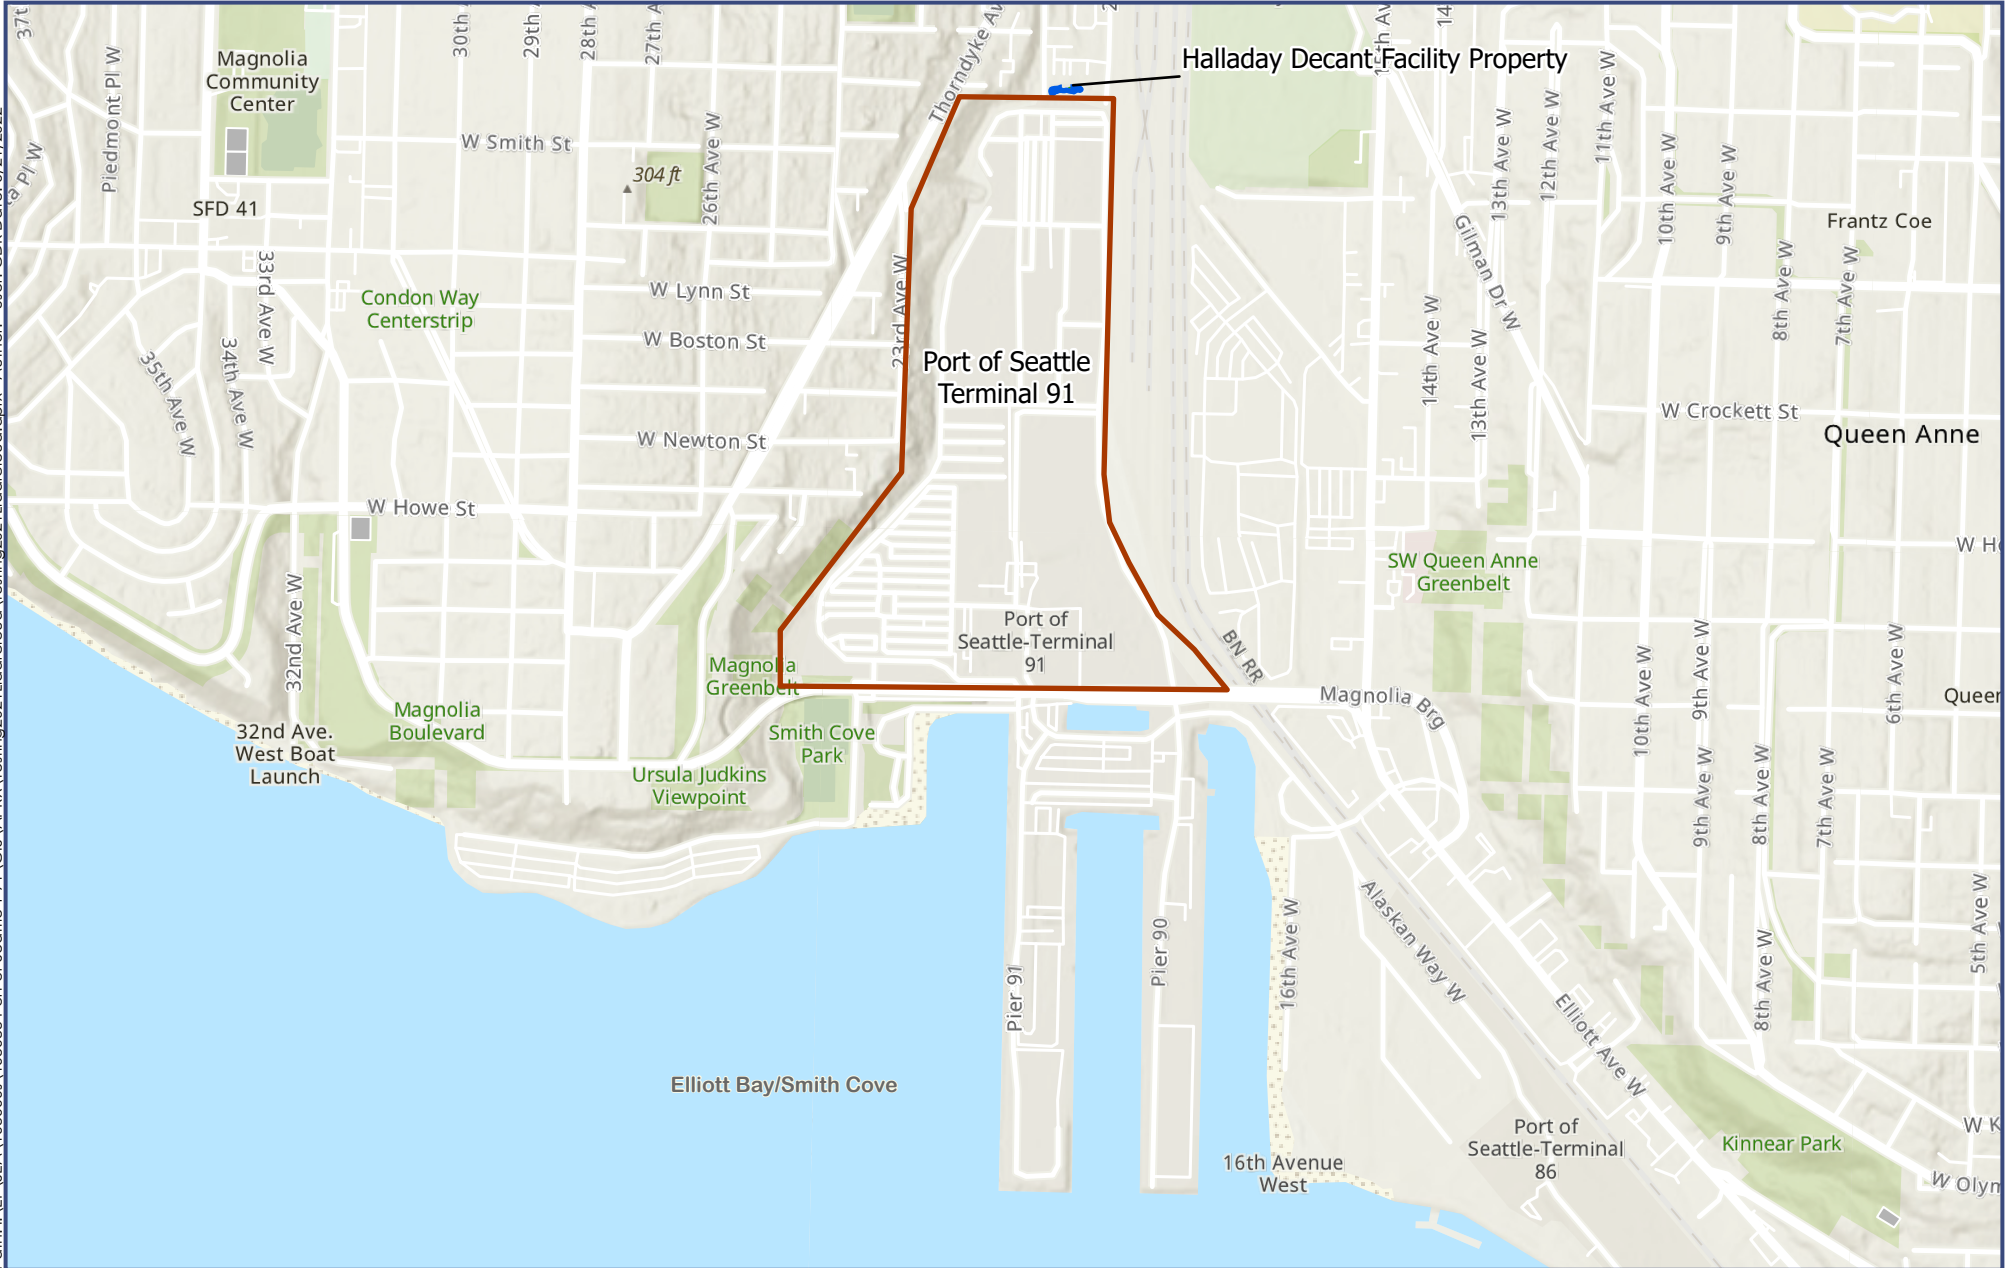 Halladay Decant Facility Property
Magnolia
Community
Center
37t
Piedmont Pl W
30th
29th
28th
27th A
Thorndyke Av
14
11th Ave W
W Smith St
304 ft
26th Ave W
SFD 41
13th Ave W
12th Ave W
10th Ave W
9th Ave W
Frantz Coe
33rd Ave W
Condon Way
Centerstrip
W Lynn St
23rd Ave W
Gilman Dr W
8th Ave W
7th Ave W
W Boston St
34th Ave W
35th Ave W
14th Ave W
13th Ave W
Port of Seattle
Terminal 91
W Newton St
W Crockett St
Queen Anne
W Howe St
SW Queen Anne
Greenbelt
32nd Ave W
Port of
Seattle-Terminal
91
BN RR
Magnolia
Greenbelt
Magnolia Brg
10th Ave W
9th Ave W
6th Ave W
Magnolia
Boulevard
32nd Ave.
West Boat
Launch
Smith Cove
Park
Ursula Judkins
Viewpoint
9th Ave W
8th Ave W
7th Ave W
Pier 91
Pier 90
16th Ave W
Alaskan Way W
Elliott Ave W
8th Ave W
5th Ave W
Elliott Bay/Smith Cove
16th Avenue
West
Port of
Seattle-Terminal
86
Kinnear Park
W K
W Olym